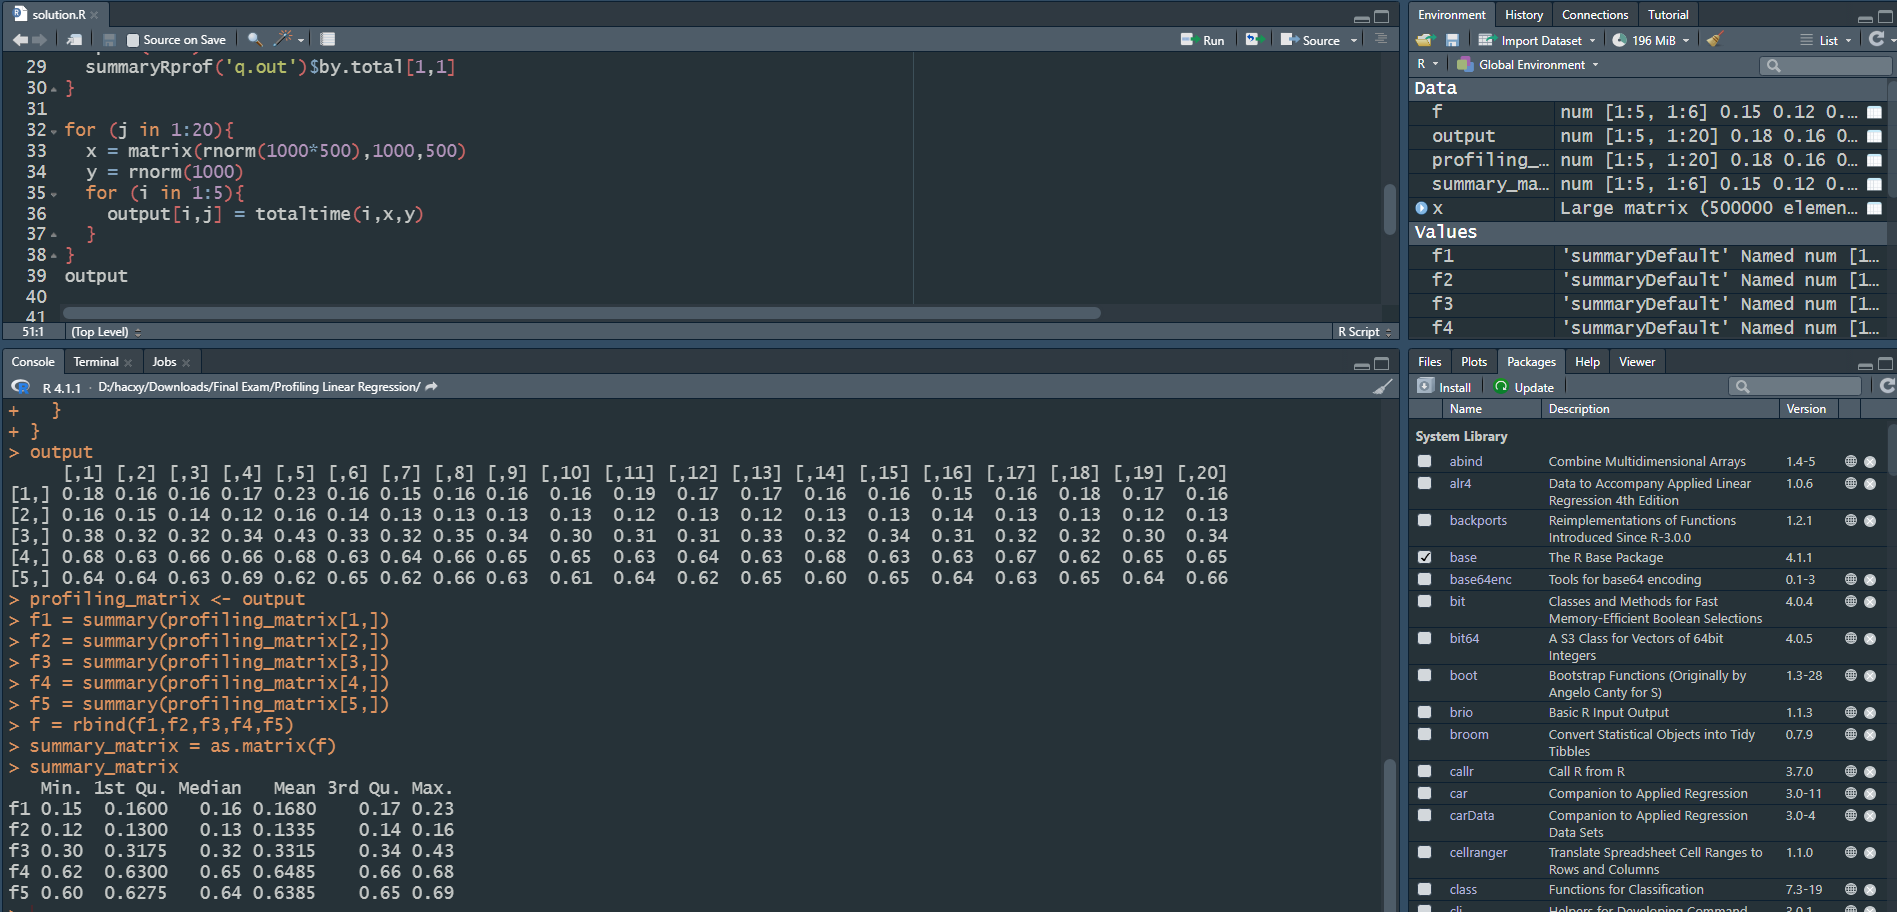 solution.R
Source on Save
Run
Source
29 summaryRprof('q.out')$by.total[1,1]
30 }
31
32 for (j in 1:20){
33 x = matrix(rnorm(1000*500),1000,500)
34 y = rnorm(1000)
35 for (i in 1:5){
36 output[i,j] = totaltime(i,x,y)
37 }
38 }
39 output
40
41
51:1 (Top Level) R Script
Console Terminal Jobs
R 4.1.1 · D:/hacxy/Downloads/Final Exam/Profiling Linear Regression/
+ }
+ }
> output
[,1] [,2] [,3] [,4] [,5] [,6] [,7] [,8] [,9] [,10] [,11] [,12] [,13] [,14] [,15] [,16] [,17] [,18] [,19] [,20]
[1,] 0.18 0.16 0.16 0.17 0.23 0.16 0.15 0.16 0.16 0.16 0.19 0.17 0.17 0.16 0.16 0.15 0.16 0.18 0.17 0.16
[2,] 0.16 0.15 0.14 0.12 0.16 0.14 0.13 0.13 0.13 0.13 0.12 0.13 0.12 0.13 0.13 0.14 0.13 0.13 0.12 0.13
[3,] 0.38 0.32 0.32 0.34 0.43 0.33 0.32 0.35 0.34 0.30 0.31 0.31 0.33 0.32 0.34 0.31 0.32 0.32 0.30 0.34
[4,] 0.68 0.63 0.66 0.66 0.68 0.63 0.64 0.66 0.65 0.65 0.63 0.64 0.63 0.68 0.63 0.63 0.67 0.62 0.65 0.65
[5,] 0.64 0.64 0.63 0.69 0.62 0.65 0.62 0.66 0.63 0.61 0.64 0.62 0.65 0.60 0.65 0.64 0.63 0.65 0.64 0.66
> profiling_matrix <- output
> f1 = summary(profiling_matrix[1,])
> f2 = summary(profiling_matrix[2,])
> f3 = summary(profiling_matrix[3,])
> f4 = summary(profiling_matrix[4,])
> f5 = summary(profiling_matrix[5,])
> f = rbind(f1,f2,f3,f4,f5)
> summary_matrix = as.matrix(f)
> summary_matrix
Min. 1st Qu. Median Mean 3rd Qu. Max.
f1 0.15 0.1600 0.16 0.1680 0.17 0.23
f2 0.12 0.1300 0.13 0.1335 0.14 0.16
f3 0.30 0.3175 0.32 0.3315 0.34 0.43
f4 0.62 0.6300 0.65 0.6485 0.66 0.68
f5 0.60 0.6275 0.64 0.6385 0.65 0.69
Environment History Connections Tutorial
Import Dataset 196 MiB List
R Global Environment
Data
f num [1:5, 1:6] 0.15 0.12 0.…
output num [1:5, 1:20] 0.18 0.16 0…
profiling_… num [1:5, 1:20] 0.18 0.16 0…
summary_ma… num [1:5, 1:6] 0.15 0.12 0.…
x Large matrix (500000 elemen…
Values
f1 'summaryDefault' Named num [1…
f2 'summaryDefault' Named num [1…
f3 'summaryDefault' Named num [1…
f4 'summaryDefault' Named num [1…
Files Plots Packages Help Viewer
Install Update
Name Description Version
System Library
abind Combine Multidimensional Arrays 1.4-5
alr4 Data to Accompany Applied Linear 1.0.6
Regression 4th Edition
backports Reimplementations of Functions 1.2.1
Introduced Since R-3.0.0
base The R Base Package 4.1.1
base64enc Tools for base64 encoding 0.1-3
bit Classes and Methods for Fast 4.0.4
Memory-Efficient Boolean Selections
bit64 A S3 Class for Vectors of 64bit 4.0.5
Integers
boot Bootstrap Functions (Originally by 1.3-28
Angelo Canty for S)
brio Basic R Input Output 1.1.3
broom Convert Statistical Objects into Tidy 0.7.9
Tibbles
callr Call R from R 3.7.0
car Companion to Applied Regression 3.0-11
carData Companion to Applied Regression 3.0-4
Data Sets
cellranger Translate Spreadsheet Cell Ranges to 1.1.0
Rows and Columns
class Functions for Classification 7.3-19
cli Helpers for Developing Command 3.0.1